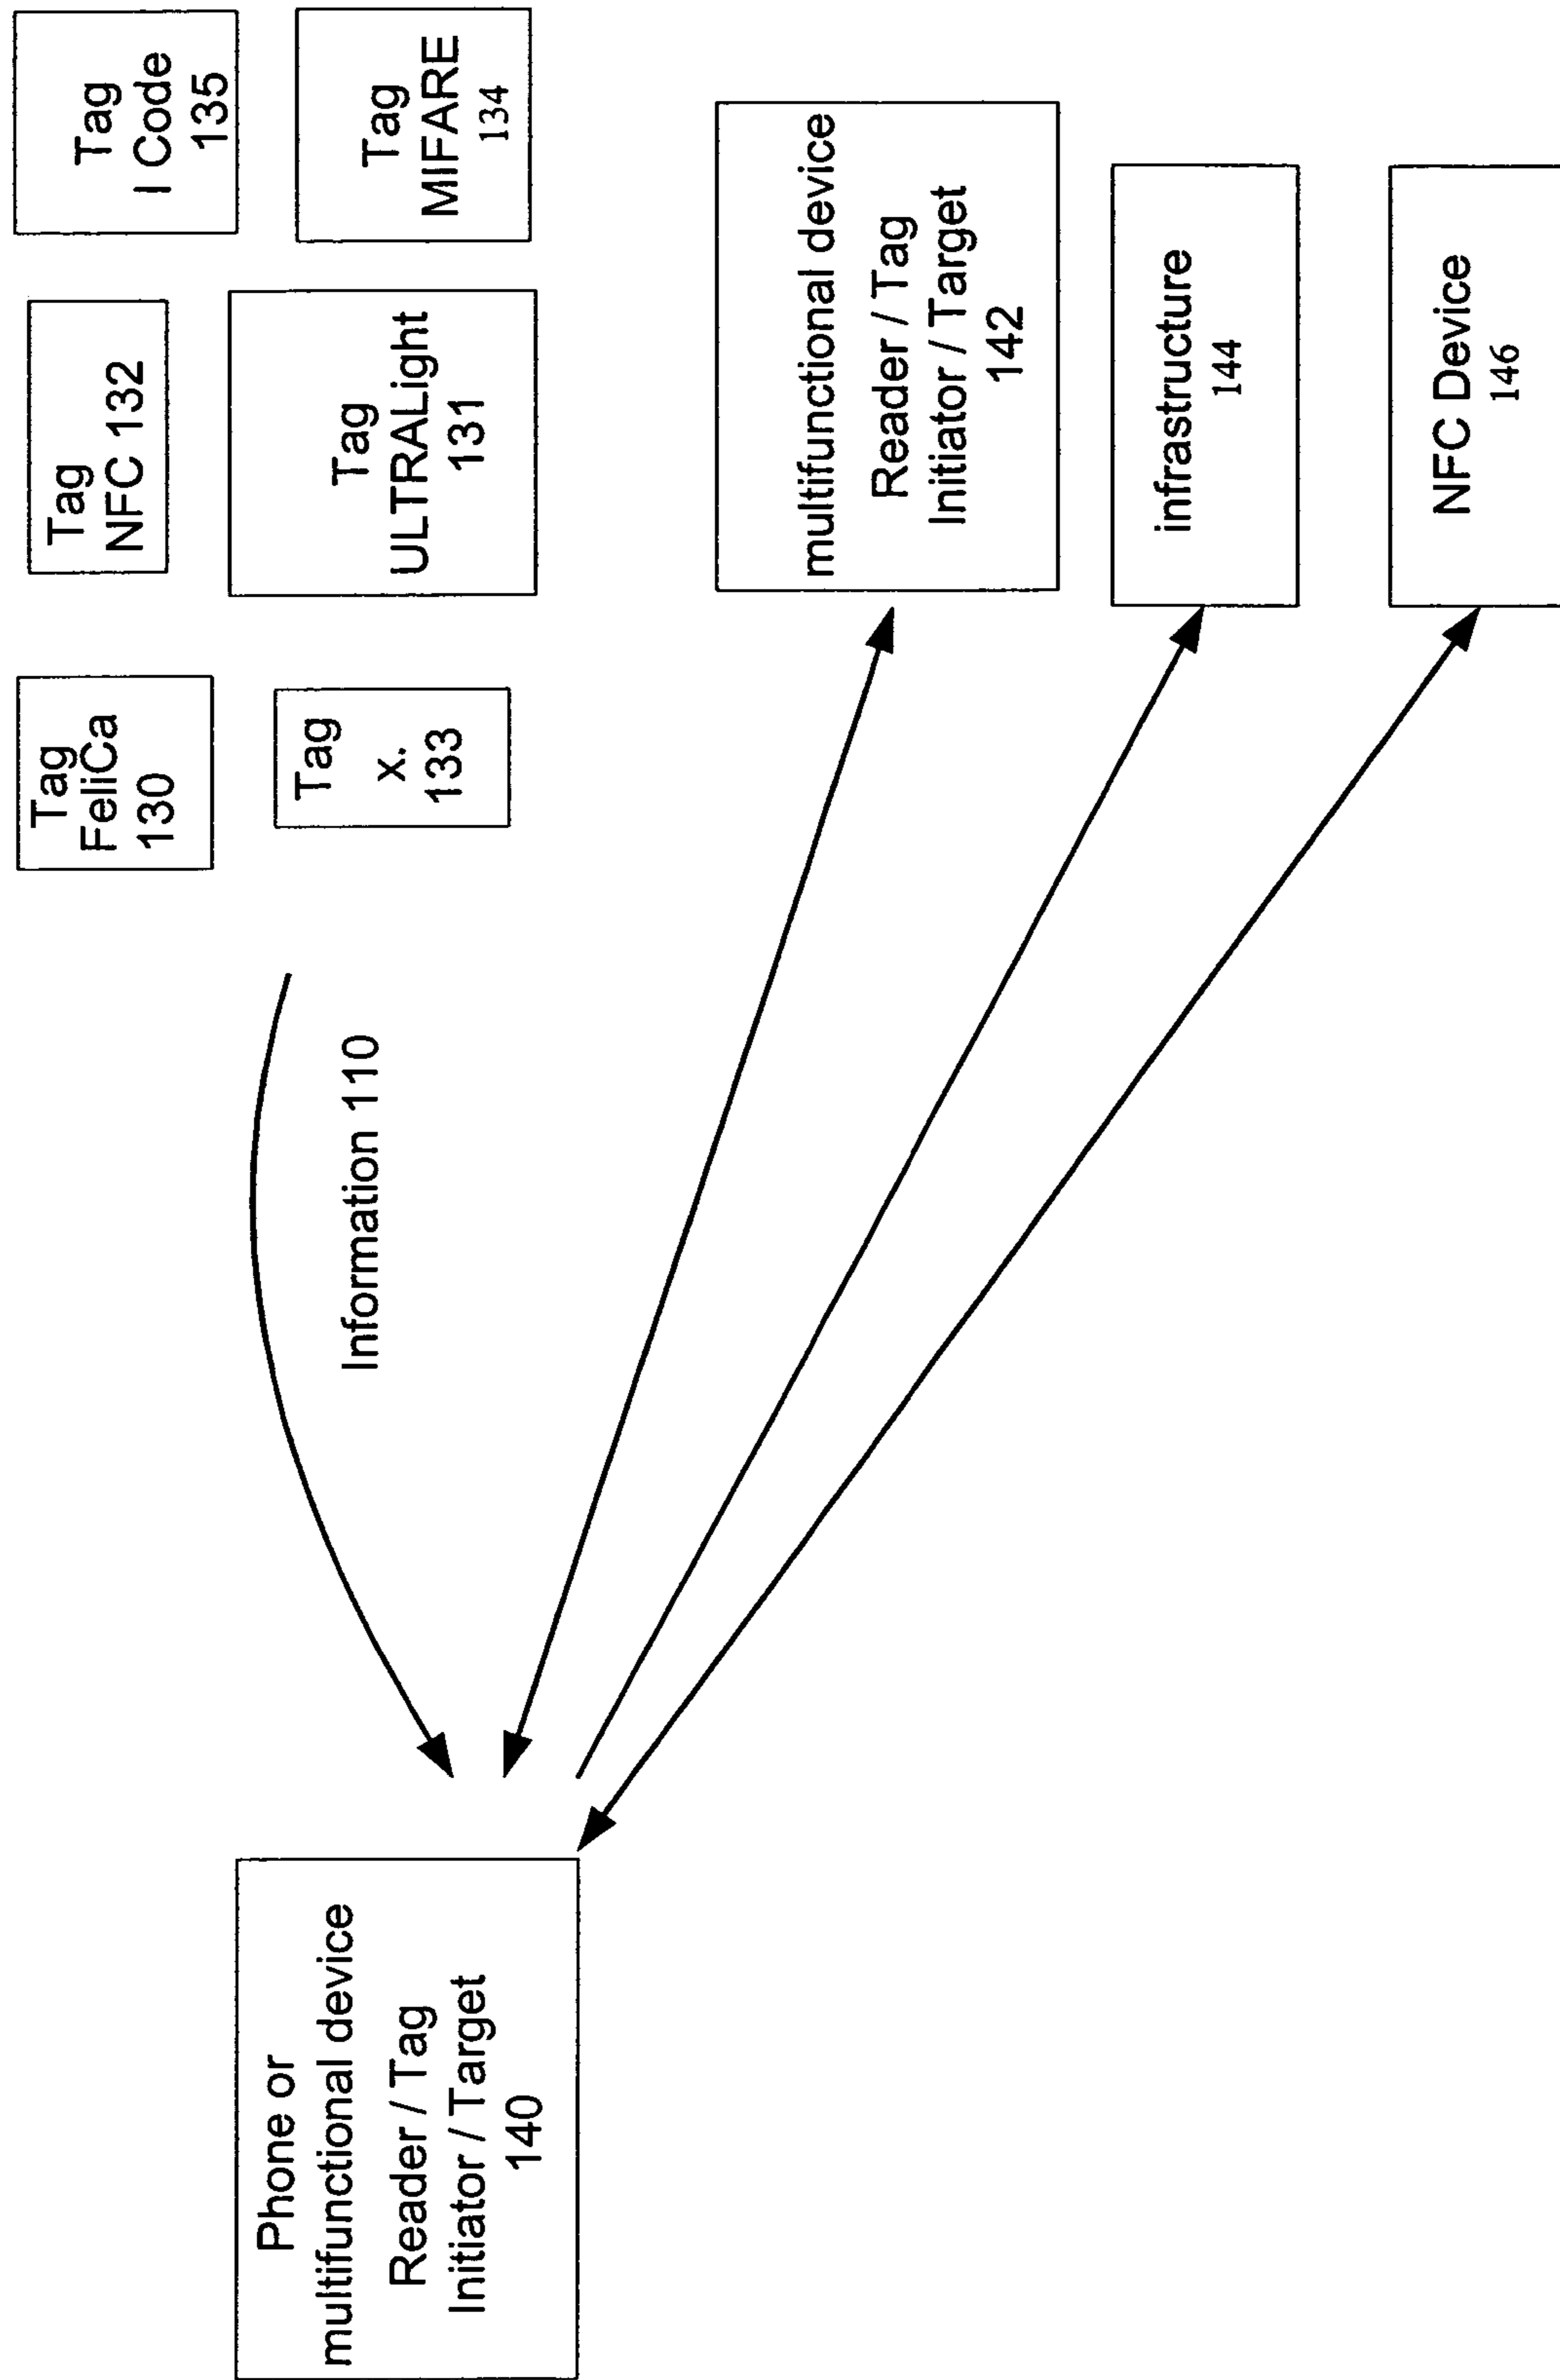 Tag
FeliCa
130
Tag
NFC 132
Tag
I Code
135
Tag
x.
133
Tag
ULTRALight
131
Tag
MIFARE
134
Information 110
Phone or
multifunctional device
Reader / Tag
Initiator / Target
140
multifunctional device
Reader / Tag
Initiator / Target
142
infrastructure
144
NFC Device
146